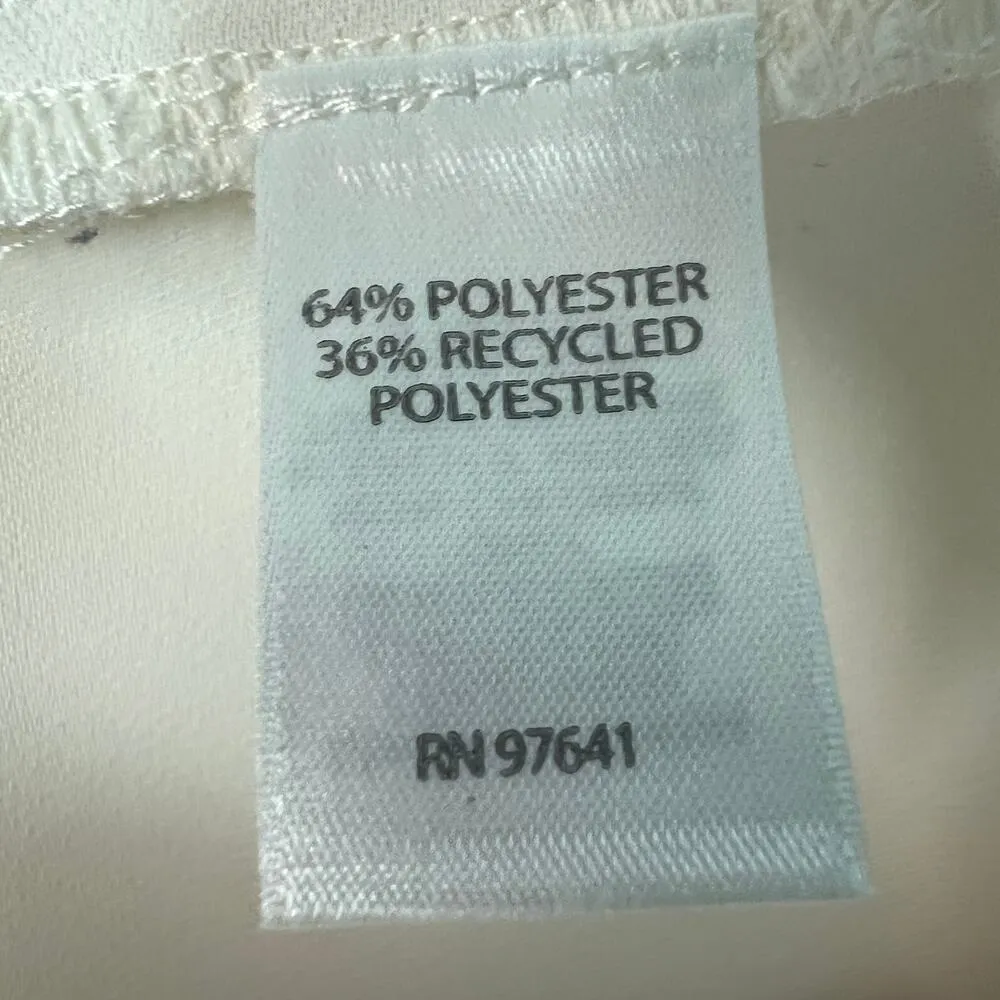 64% POLYESTER
36% RECYCLED
POLYESTER
RN 97641